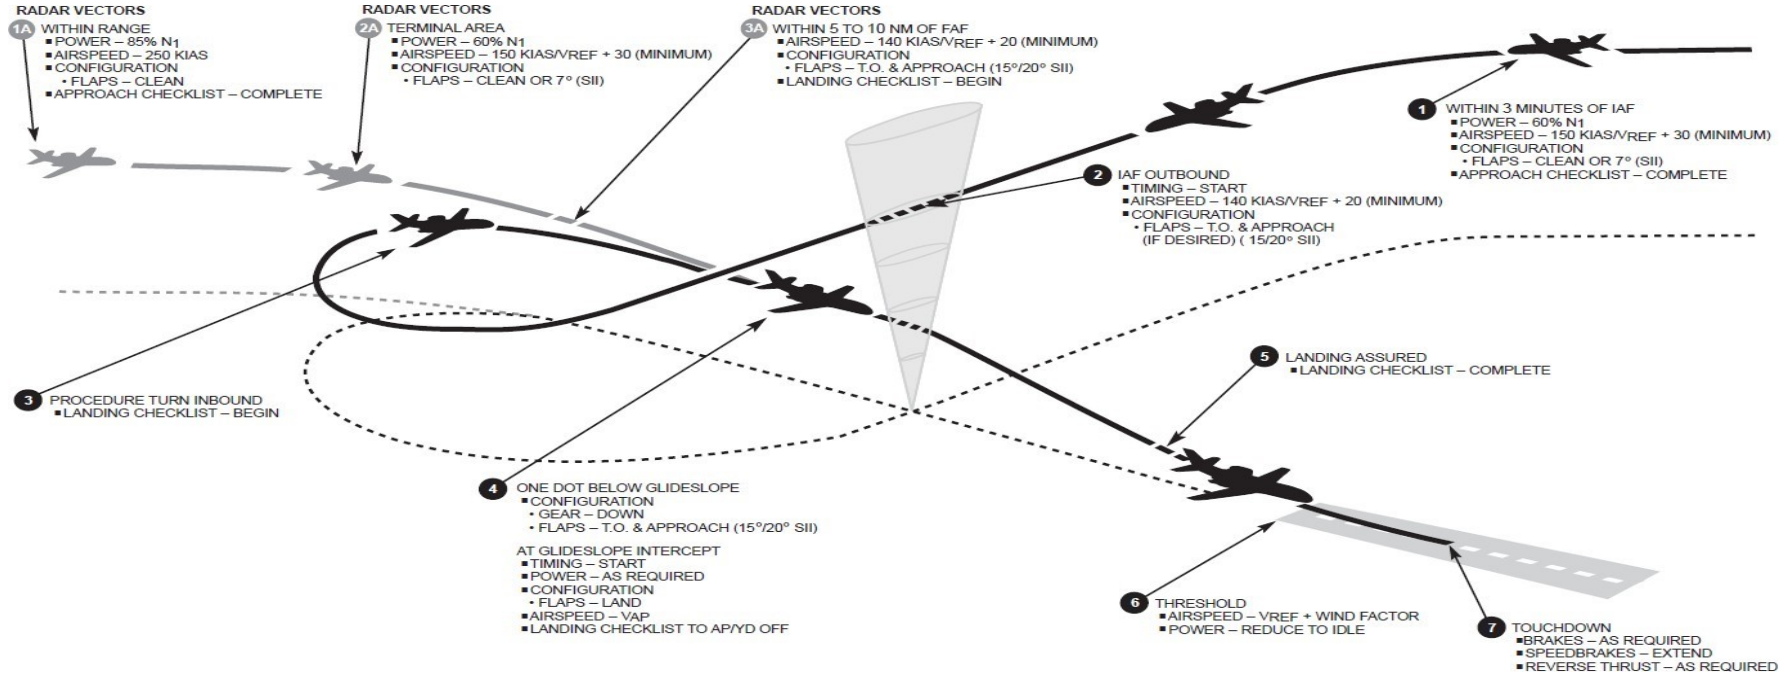 RADAR VECTORS
1A WITHIN RANGE
■ POWER – 85% N1
■ AIRSPEED – 250 KIAS
■ CONFIGURATION
• FLAPS – CLEAN
■ APPROACH CHECKLIST – COMPLETE
RADAR VECTORS
2A TERMINAL AREA
■ POWER – 60% N1
■ AIRSPEED – 150 KIAS/VREF + 30 (MINIMUM)
■ CONFIGURATION
• FLAPS – CLEAN OR 7° (SII)
RADAR VECTORS
3A WITHIN 5 TO 10 NM OF FAF
■ AIRSPEED – 140 KIAS/VREF + 20 (MINIMUM)
■ CONFIGURATION
• FLAPS – T.O. & APPROACH (15°/20° SII)
■ LANDING CHECKLIST – BEGIN
1 WITHIN 3 MINUTES OF IAF
■ POWER – 60% N1
■ AIRSPEED – 150 KIAS/VREF + 30 (MINIMUM)
■ CONFIGURATION
• FLAPS – CLEAN OR 7° (SII)
■ APPROACH CHECKLIST – COMPLETE
2 IAF OUTBOUND
■ TIMING – START
■ AIRSPEED – 140 KIAS/VREF + 20 (MINIMUM)
■ CONFIGURATION
• FLAPS – T.O. & APPROACH
(IF DESIRED) ( 15/20° SII)
3 PROCEDURE TURN INBOUND
■ LANDING CHECKLIST – BEGIN
4 ONE DOT BELOW GLIDESLOPE
■ CONFIGURATION
• GEAR – DOWN
• FLAPS – T.O. & APPROACH (15°/20° SII)
AT GLIDESLOPE INTERCEPT
■ TIMING – START
■ POWER – AS REQUIRED
■ CONFIGURATION
• FLAPS – LAND
■ AIRSPEED – VAP
■ LANDING CHECKLIST TO AP/YD OFF
5 LANDING ASSURED
■ LANDING CHECKLIST – COMPLETE
6 THRESHOLD
■ AIRSPEED – VREF + WIND FACTOR
■ POWER – REDUCE TO IDLE
7 TOUCHDOWN
■ BRAKES – AS REQUIRED
■ SPEEDBRAKES – EXTEND
■ REVERSE THRUST – AS REQUIRED